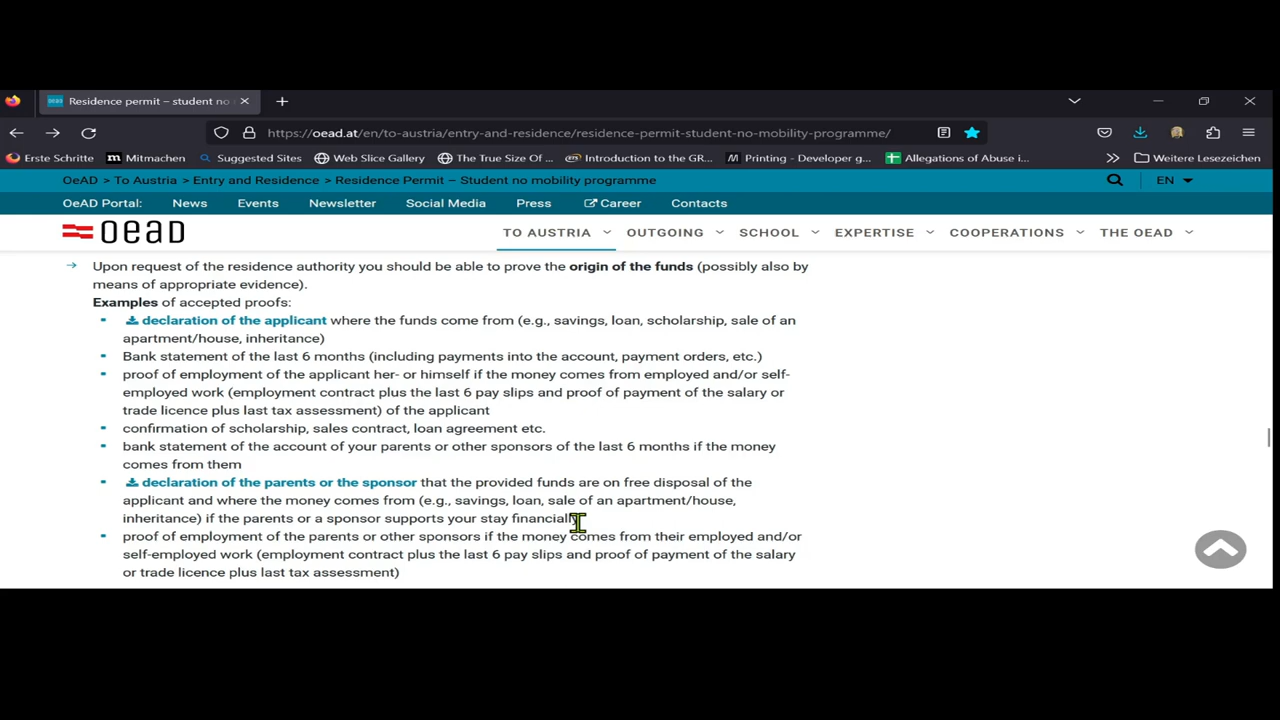 Residence permit – student no
https://oead.at/en/to-austria/entry-and-residence/residence-permit-student-no-mobility-programme/
Erste Schritte Mitmachen Suggested Sites Web Slice Gallery The True Size Of ... Introduction to the GR... Printing - Developer g... Allegations of Abuse i... Weitere Lesezeichen
OeAD > To Austria > Entry and Residence > Residence Permit – Student no mobility programme EN
OeAD Portal: News Events Newsletter Social Media Press Career Contacts
oead TO AUSTRIA OUTGOING SCHOOL EXPERTISE COOPERATIONS THE OEAD
Upon request of the residence authority you should be able to prove the origin of the funds (possibly also by
means of appropriate evidence).
Examples of accepted proofs:
declaration of the applicant where the funds come from (e.g., savings, loan, scholarship, sale of an
apartment/house, inheritance)
Bank statement of the last 6 months (including payments into the account, payment orders, etc.)
proof of employment of the applicant her- or himself if the money comes from employed and/or self-
employed work (employment contract plus the last 6 pay slips and proof of payment of the salary or
trade licence plus last tax assessment) of the applicant
confirmation of scholarship, sales contract, loan agreement etc.
bank statement of the account of your parents or other sponsors of the last 6 months if the money
comes from them
declaration of the parents or the sponsor that the provided funds are on free disposal of the
applicant and where the money comes from (e.g., savings, loan, sale of an apartment/house,
inheritance) if the parents or a sponsor supports your stay financially
proof of employment of the parents or other sponsors if the money comes from their employed and/or
self-employed work (employment contract plus the last 6 pay slips and proof of payment of the salary
or trade licence plus last tax assessment)